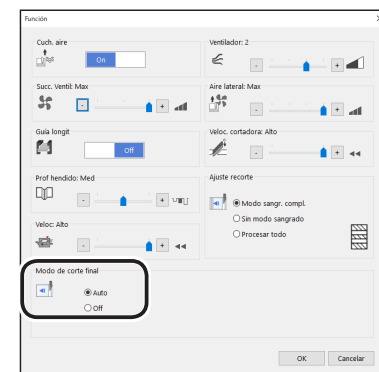 Función
Cuch. aire
On
Succ. Ventil: Max
Guia longit
Off
Prof hendido: Med
Veloc: Alto
Ventilador: 2
Aire lateral: Max
Veloc. cortadora: Alto
Ajuste recorte
Modo sangr. compl.
Sin modo sangrado
Procesar todo
Modo de corte final
Auto
Off
OK
Cancelar